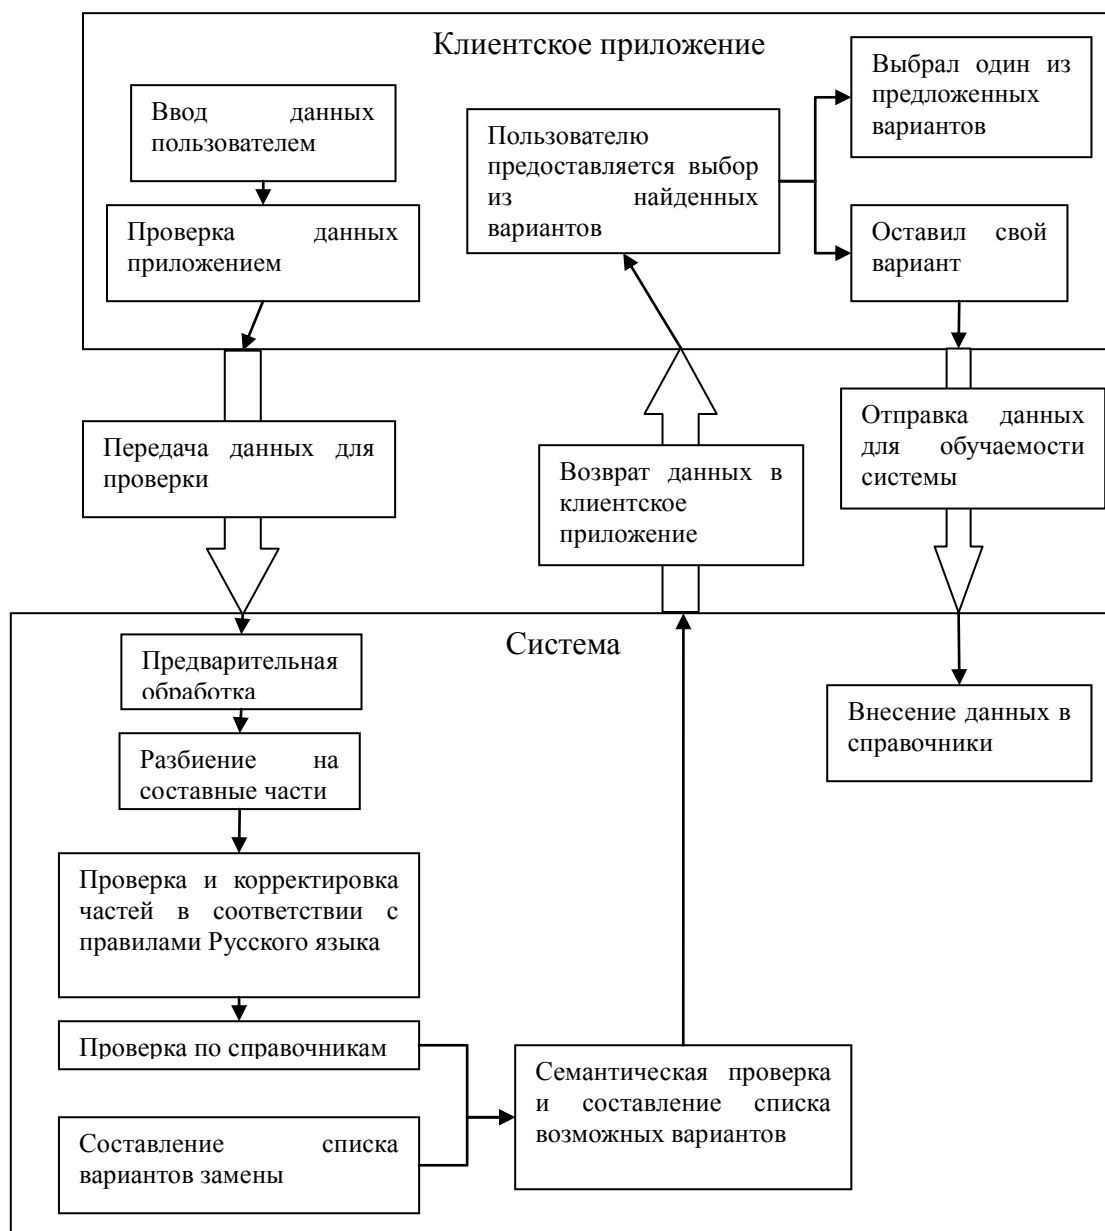 Клиентское приложение
Ввод данных
пользователем
Проверка данных
приложением
Пользователю
предоставляется выбор
из найденных
вариантов
Выбрал один из
предложенных
вариантов
Оставил свой
вариант
Передача данных для
проверки
Возврат данных в
клиентское
приложение
Отправка данных
для обучаемости
системы
Система
Предварительная
обработка
Разбиение на
составные части
Проверка и корректировка
частей в соответствии с
правилами Русского языка
Проверка по справочникам
Составление списка
вариантов замены
Семантическая проверка
и составление списка
возможных вариантов
Внесение данных в
справочники